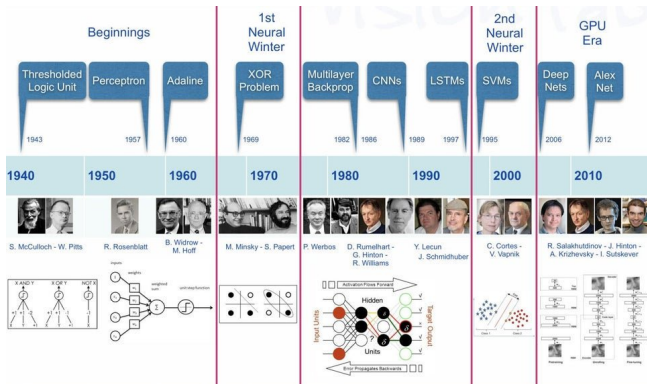 Beginnings
1st
Neural
Winter
2nd
Neural
Winter
GPU
Era
Thresholded
Logic Unit
Perceptron
Adaline
XOR
Problem
Multilayer
Backprop
CNNs
LSTMs
SVMs
Deep
Nets
Alex
Net
1943
1957
1960
1969
1982
1986
1989
1997
1995
2006
2012
1940
1950
1960
1970
1980
1990
2000
2010
S. McCulloch - W. Pitts
R. Rosenblatt
B. Widrow -
M. Hoff
M. Minsky - S. Papert
P. Werbos
D. Rumelhart -
G. Hinton -
R. Williams
Y. Lecun
J. Schmidhuber
C. Cortes -
V. Vapnik
R. Salakhutdinov - J. Hinton -
A. Krizhevsky - I. Sutskever
X AND Y
X OR Y
NOT X
inputs
weights
weighted
sum
unit step function
Σ
Activation Flows Forward
Input Units
Hidden
Units
Target Output
?
Error Propagates Backwards